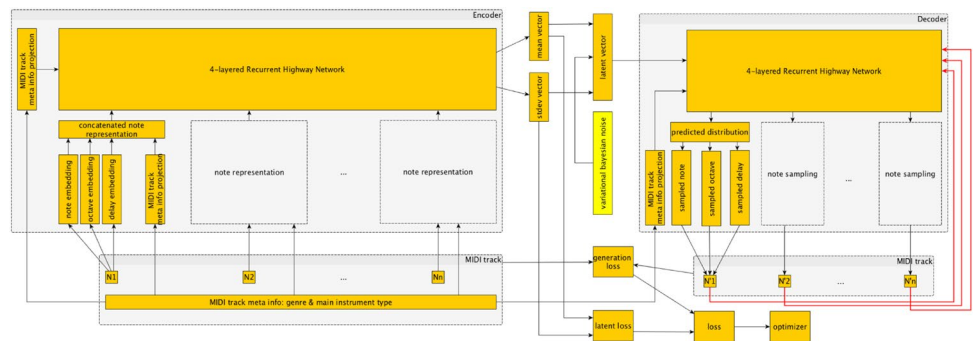 Encoder
MIDI track
meta info projection
4-layered Recurrent Highway Network
concatenated note
representation
note embedding
octave embedding
delay embedding
MIDI track
meta info projection
note representation
...
note representation
MIDI track
N1
N2
...
Nn
MIDI track meta info: genre & main instrument type
mean vector
stdev vector
latent vector
variational bayesian noise
generation
loss
latent loss
loss
optimizer
Decoder
4-layered Recurrent Highway Network
MIDI track
meta info projection
predicted distribution
sampled note
sampled octave
sampled delay
note sampling
...
note sampling
MIDI track
N'1
N'2
...
N'n